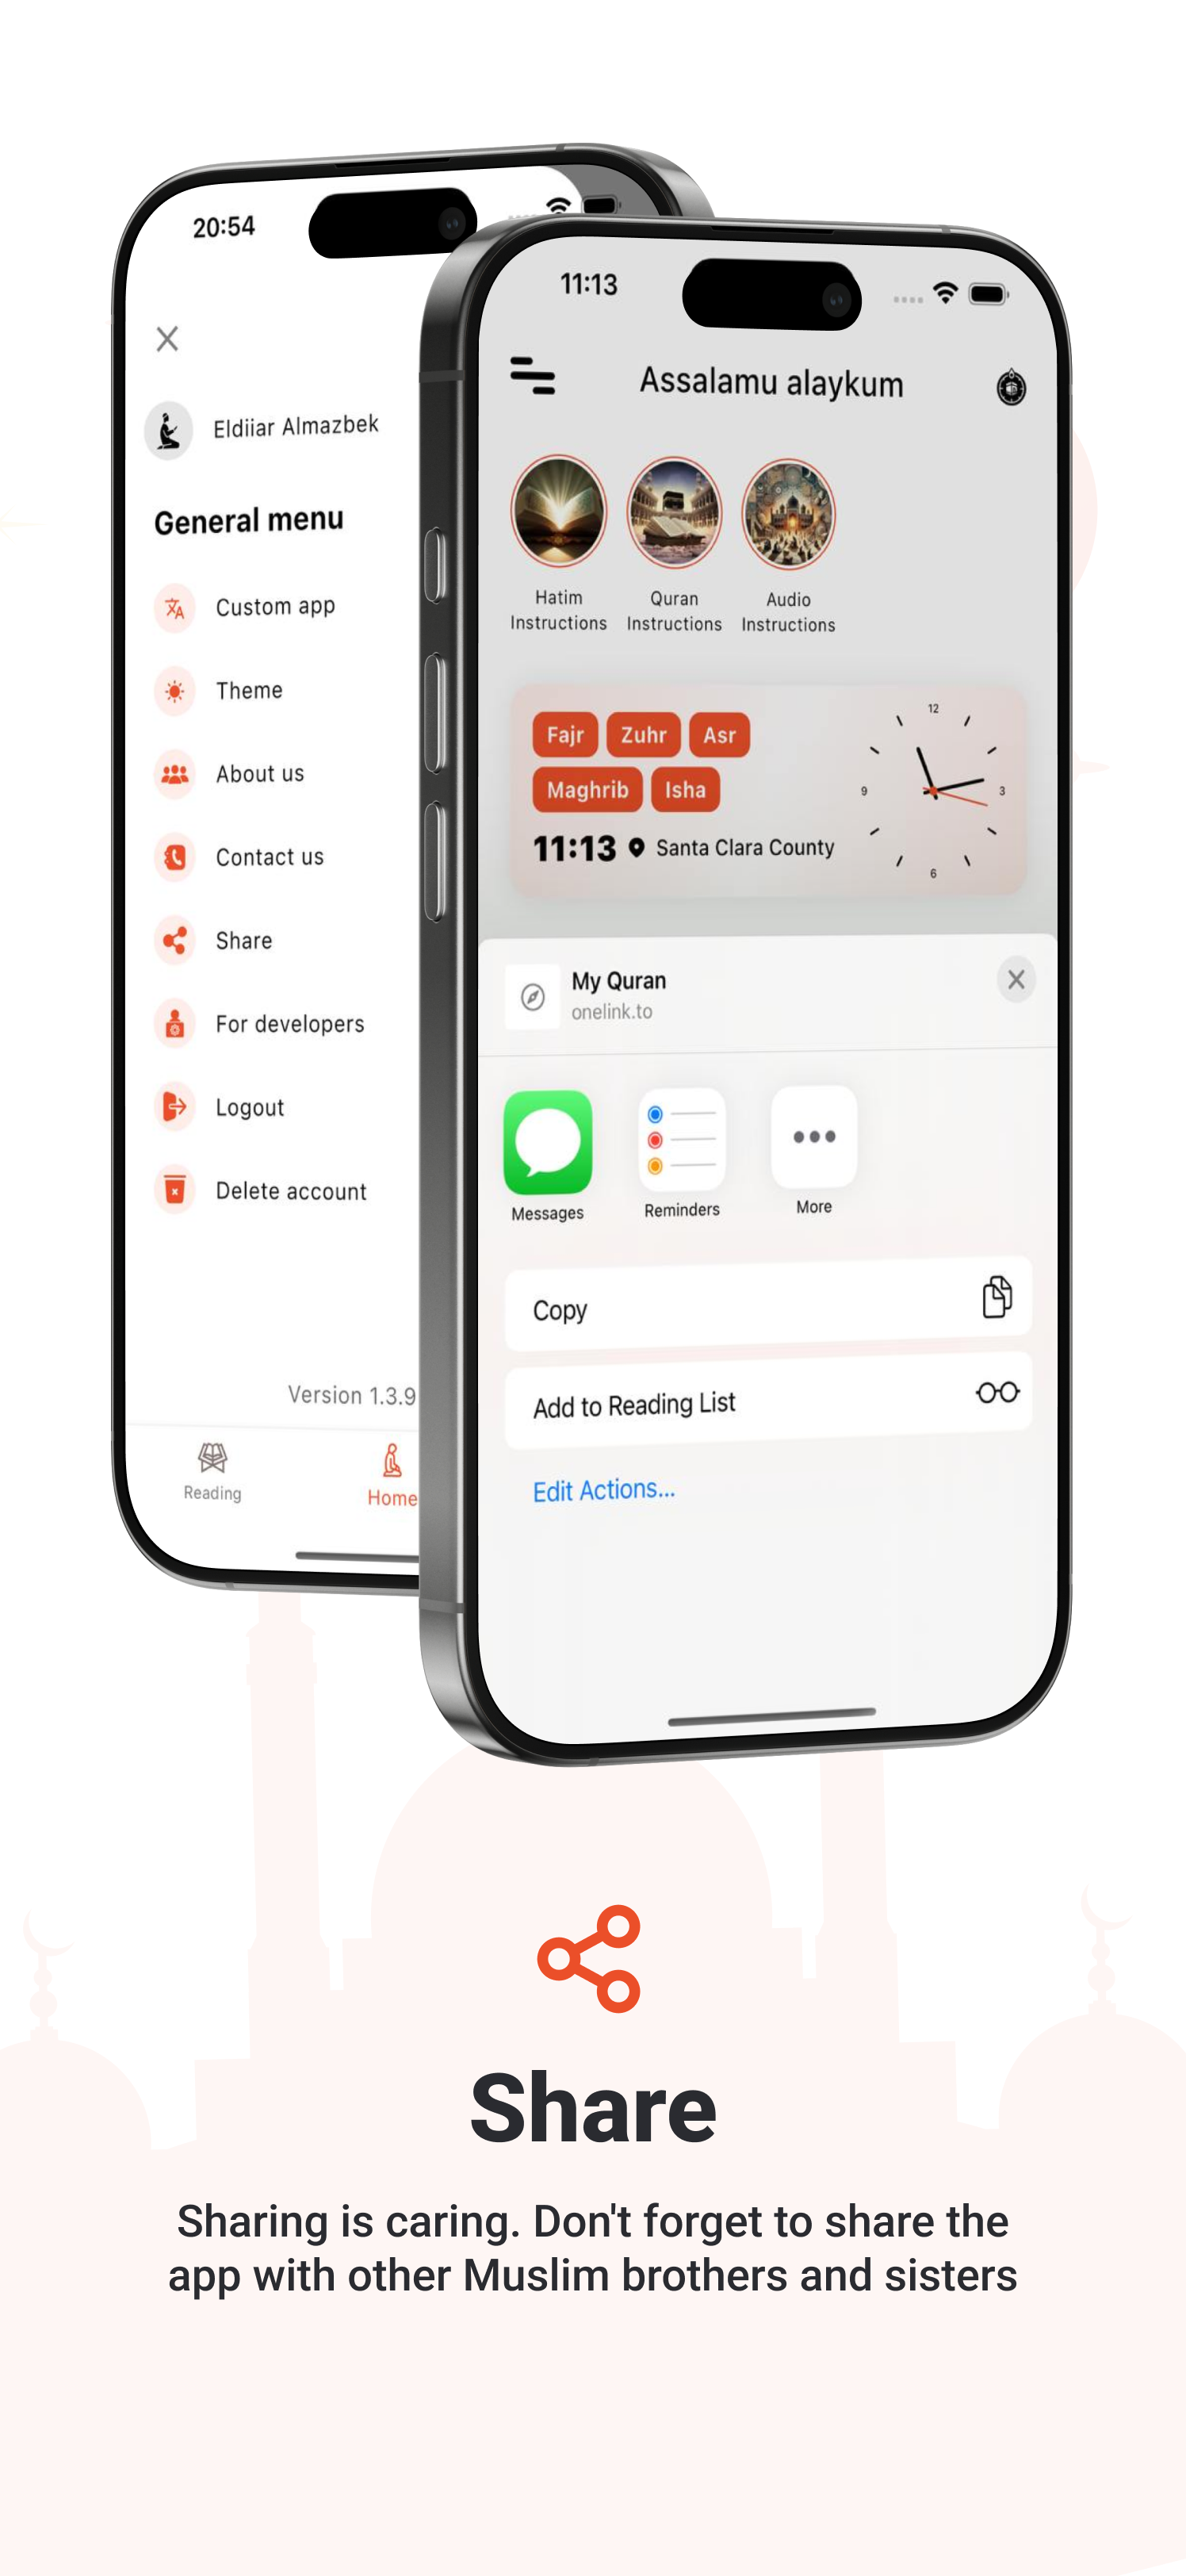 20:54
Eldiiar Almazbek
General menu
Custom app
Theme
About us
Contact us
Share
For developers
Logout
Delete account
Version 1.3.9
Reading
Home
11:13
Assalamu alaykum
Hatim
Instructions
Quran
Instructions
Audio
Instructions
Fajr
Zuhr
Asr
Maghrib
Isha
11:13
Santa Clara County
12
3
6
9
My Quran
onelink.to
Messages
Reminders
More
Copy
Add to Reading List
Edit Actions...
Share
Sharing is caring. Don't forget to share the
app with other Muslim brothers and sisters